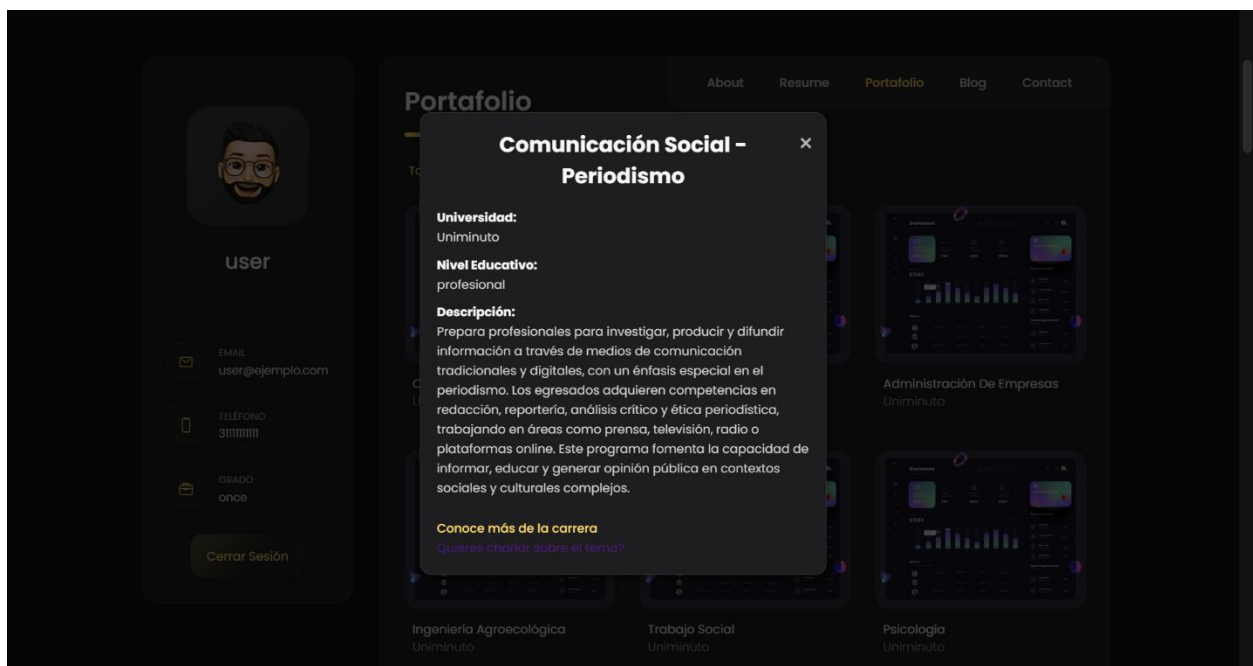 About Resume Portafolio Blog Contact
Portafolio
user
EMAIL
user@ejemplo.com
TELÉFONO
3111111111
GRADO
once
Cerrar Sesión
Comunicación Social -
Periodismo
×
Universidad:
Uniminuto
Nivel Educativo:
profesional
Descripción:
Prepara profesionales para investigar, producir y difundir
información a través de medios de comunicación
tradicionales y digitales, con un énfasis especial en el
periodismo. Los egresados adquieren competencias en
redacción, reportería, análisis crítico y ética periodística,
trabajando en áreas como prensa, televisión, radio o
plataformas online. Este programa fomenta la capacidad de
informar, educar y generar opinión pública en contextos
sociales y culturales complejos.
Conoce más de la carrera
Quieres charlar sobre el tema?
Administración De Empresas
Uniminuto
Ingeniería Agroecológica
Uniminuto
Trabajo Social
Uniminuto
Psicología
Uniminuto